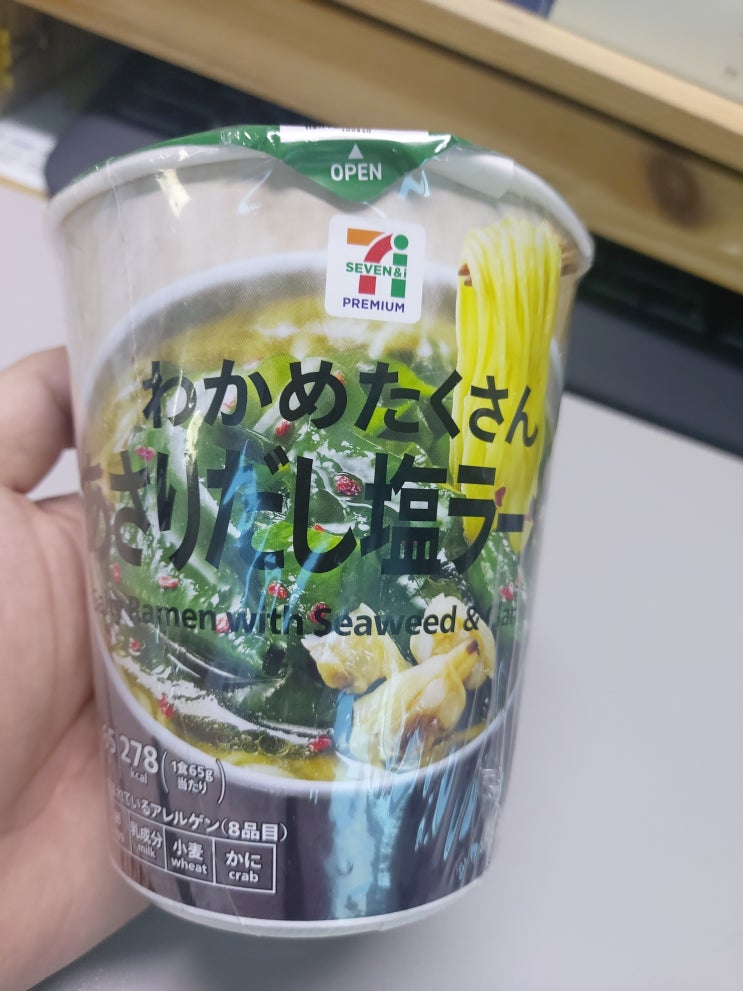 OPEN
SEVEN&i
PREMIUM
わかめたくさん
あさりだし塩ラー
Ramen with Seaweed &
278
kcal
(1食65g
当たり)
ているアレルゲン(8品目)
乳成分
milk
小麦
wheat
かに
crab